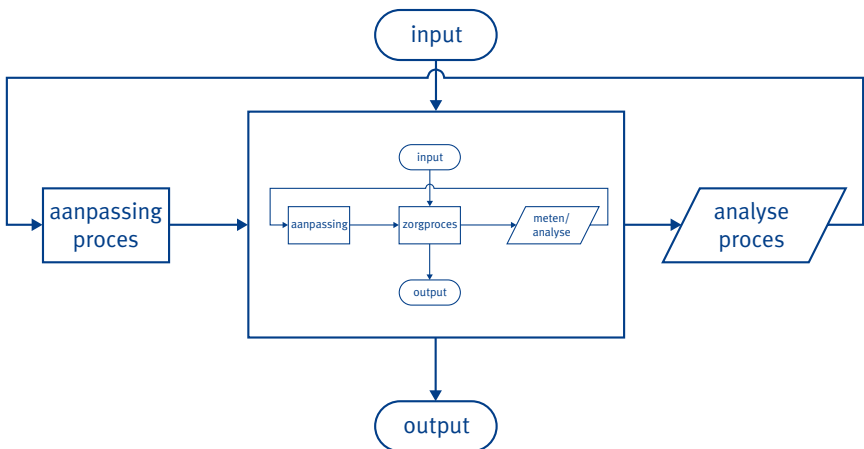 input
input
aanpassing
proces
aanpassing
zorgproces
meten/
analyse
analyse
proces
output
output